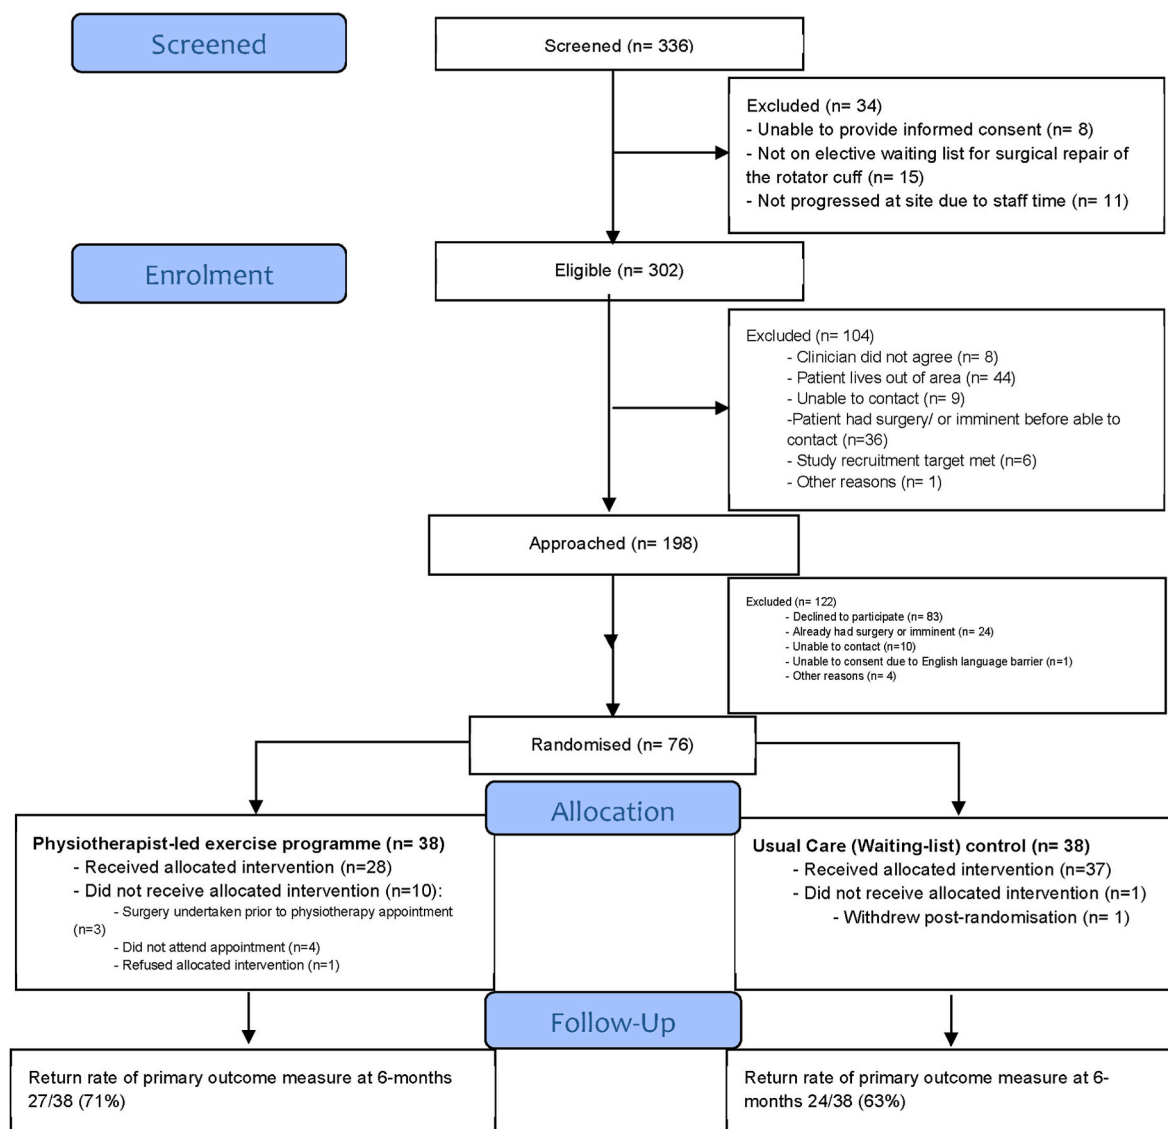 Screened
Screened (n= 336)
Excluded (n= 34)
- Unable to provide informed consent (n= 8)
- Not on elective waiting list for surgical repair of
the rotator cuff (n= 15)
- Not progressed at site due to staff time (n= 11)
Enrolment
Eligible (n= 302)
Excluded (n= 104)
- Clinician did not agree (n= 8)
- Patient lives out of area (n= 44)
- Unable to contact (n= 9)
-Patient had surgery/ or imminent before able to
contact (n=36)
- Study recruitment target met (n=6)
- Other reasons (n= 1)
Approached (n= 198)
Excluded (n= 122)
- Declined to participate (n= 83)
- Already had surgery or imminent (n= 24)
- Unable to contact (n=10)
- Unable to consent due to English language barrier (n=1)
- Other reasons (n= 4)
Randomised (n= 76)
Allocation
Physiotherapist-led exercise programme (n= 38)
- Received allocated intervention (n=28)
- Did not receive allocated intervention (n=10):
- Surgery undertaken prior to physiotherapy appointment
(n=3)
- Did not attend appointment (n=4)
- Refused allocated intervention (n=1)
Usual Care (Waiting-list) control (n= 38)
- Received allocated intervention (n=37)
- Did not receive allocated intervention (n=1)
- Withdrew post-randomisation (n= 1)
Follow-Up
Return rate of primary outcome measure at 6-months
27/38 (71%)
Return rate of primary outcome measure at 6-
months 24/38 (63%)